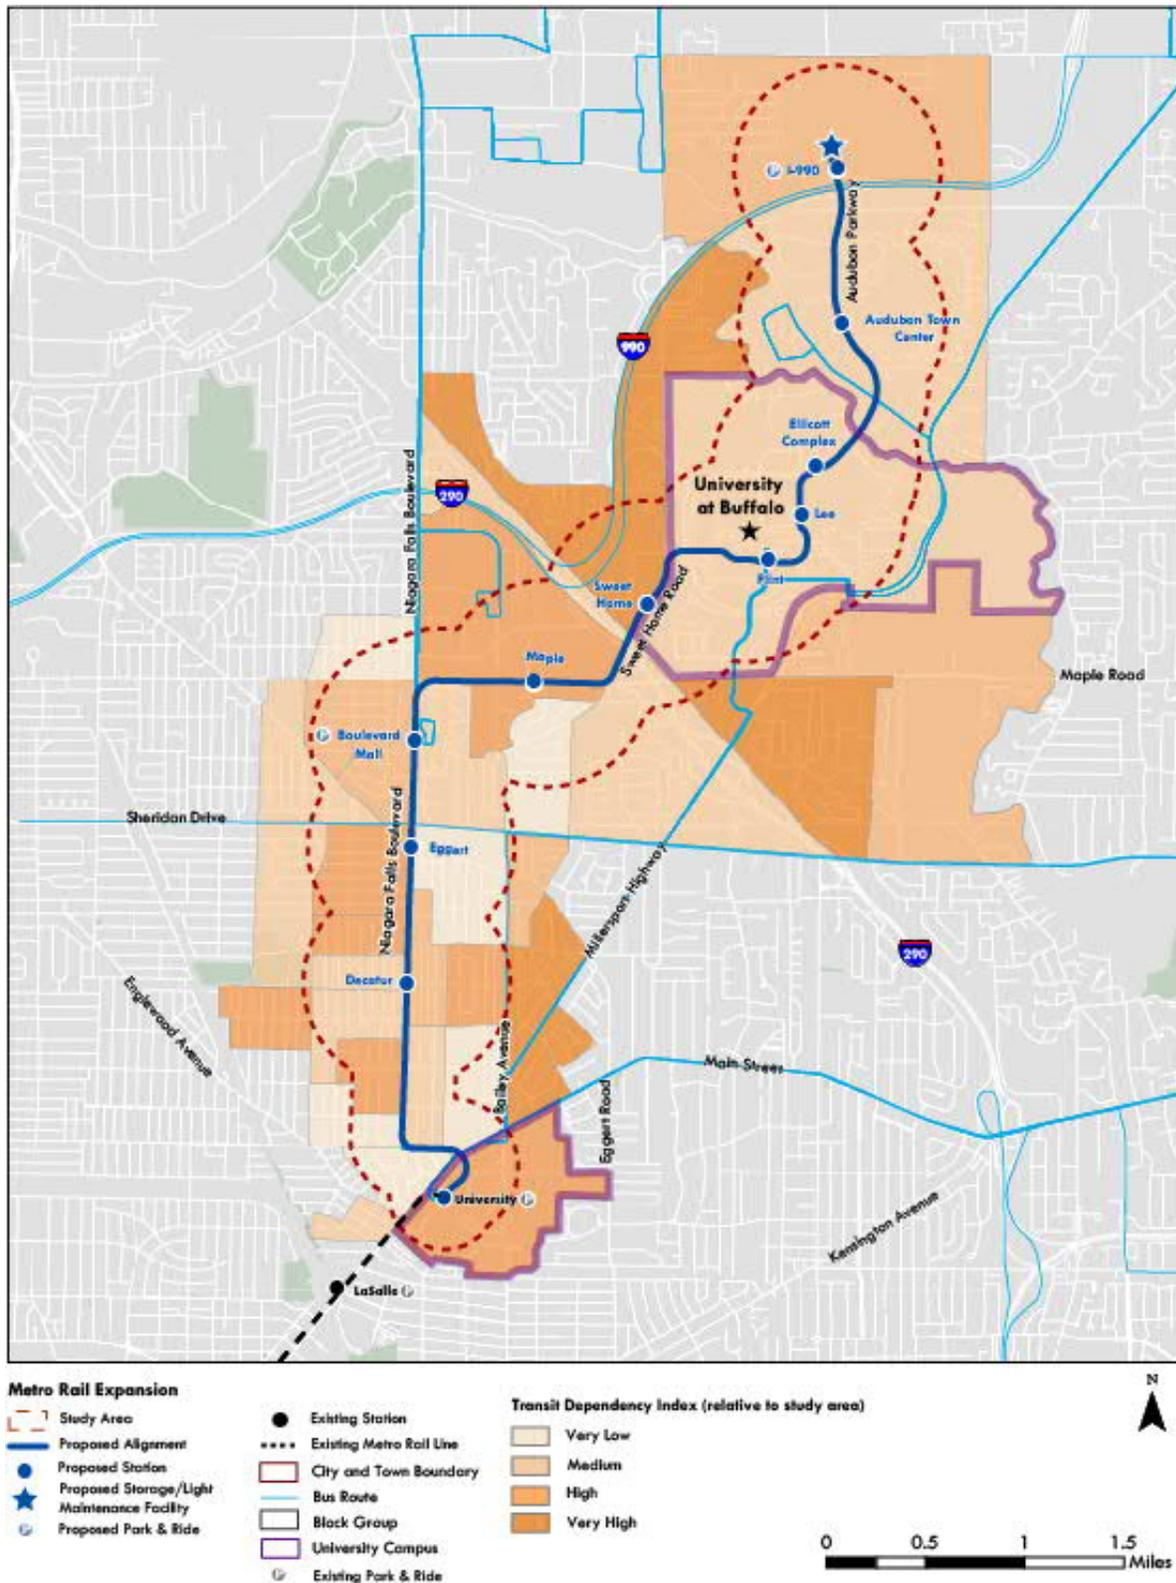 I-990
Audubon Parkway
Audubon Town
Center
990
Ellicott
Complex
290
Niagara Falls Boulevard
University
at Buffalo
Lee
Flint
Sweet
Home
Sweet Home Road
Maple
Maple Road
Boulevard
Mall
Sheridan Drive
Niagara Falls Boulevard
Eggert
Millersport Highway
290
Decatur
Englewood Avenue
Bailey Avenue
Main Street
Eggert Road
University
Kensington Avenue
LaSalle
Metro Rail Expansion
Study Area
Proposed Alignment
Proposed Station
Proposed Storage/Light
Maintenance Facility
Proposed Park & Ride
Existing Station
Existing Metro Rail Line
City and Town Boundary
Bus Route
Block Group
University Campus
Existing Park & Ride
Transit Dependency Index (relative to study area)
Very Low
Medium
High
Very High
N
0 0.5 1 1.5
Miles